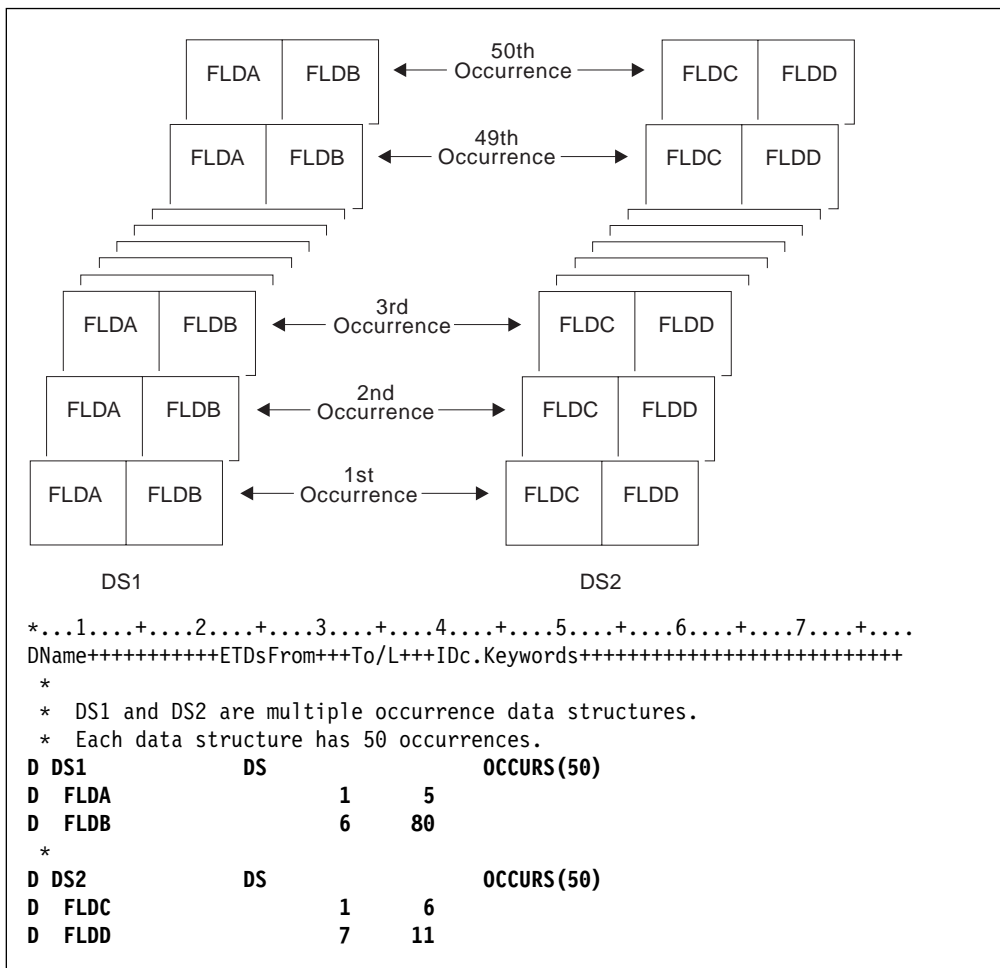 50th
FLDA FLDB Occurrence FLDC FLDD
49th
FLDA FLDB Occurrence FLDC FLDD
3rd
FLDA FLDB Occurrence FLDC FLDD
2nd
FLDA FLDB Occurrence FLDC FLDD
1st
FLDA FLDB Occurrence FLDC FLDD
DS1 DS2
*...1....+....2....+....3....+....4....+....5....+....6....+....7....+....
DName+++++++++++ETDsFrom+++To/L+++IDc.Keywords+++++++++++++++++++++++++++
*
* DS1 and DS2 are multiple occurrence data structures.
* Each data structure has 50 occurrences.
D DS1 DS OCCURS(50)
D FLDA 1 5
D FLDB 6 80
*
D DS2 DS OCCURS(50)
D FLDC 1 6
D FLDD 7 11